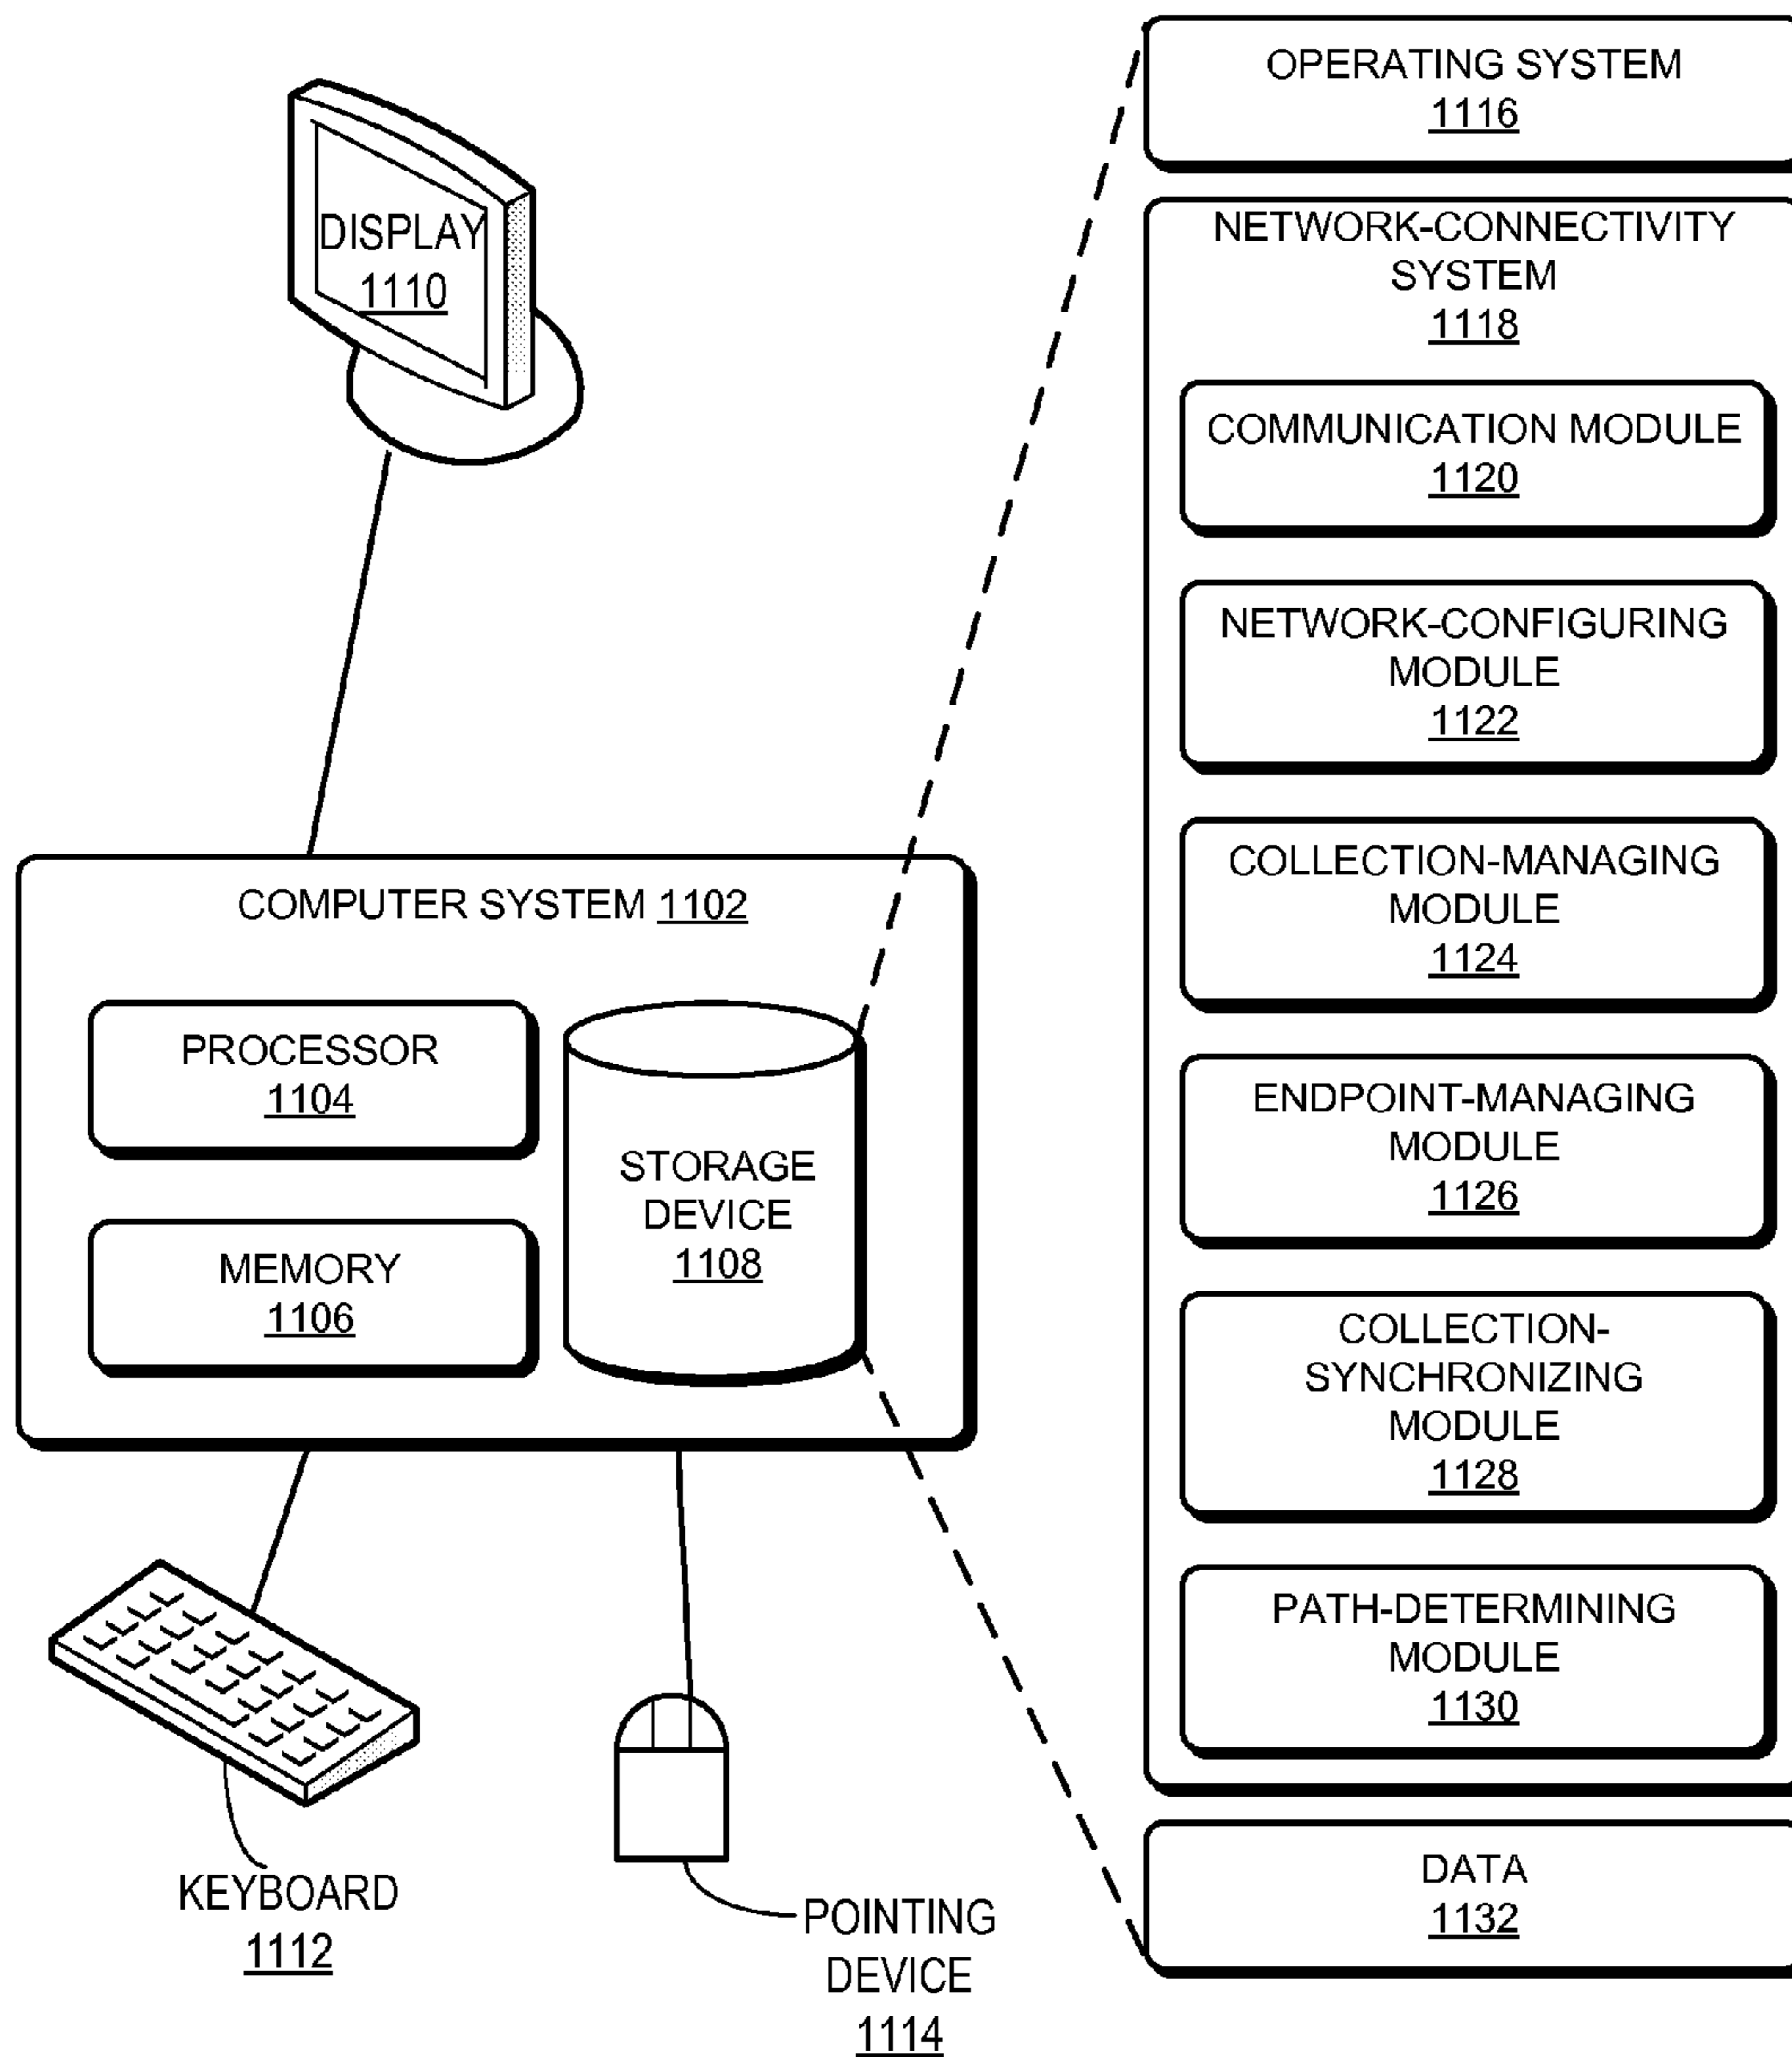 DISPLAY
1110
COMPUTER SYSTEM 1102
PROCESSOR
1104
MEMORY
1106
STORAGE
DEVICE
1108
KEYBOARD
1112
POINTING
DEVICE
1114
OPERATING SYSTEM
1116
NETWORK-CONNECTIVITY
SYSTEM
1118
COMMUNICATION MODULE
1120
NETWORK-CONFIGURING
MODULE
1122
COLLECTION-MANAGING
MODULE
1124
ENDPOINT-MANAGING
MODULE
1126
COLLECTION-
SYNCHRONIZING
MODULE
1128
PATH-DETERMINING
MODULE
1130
DATA
1132